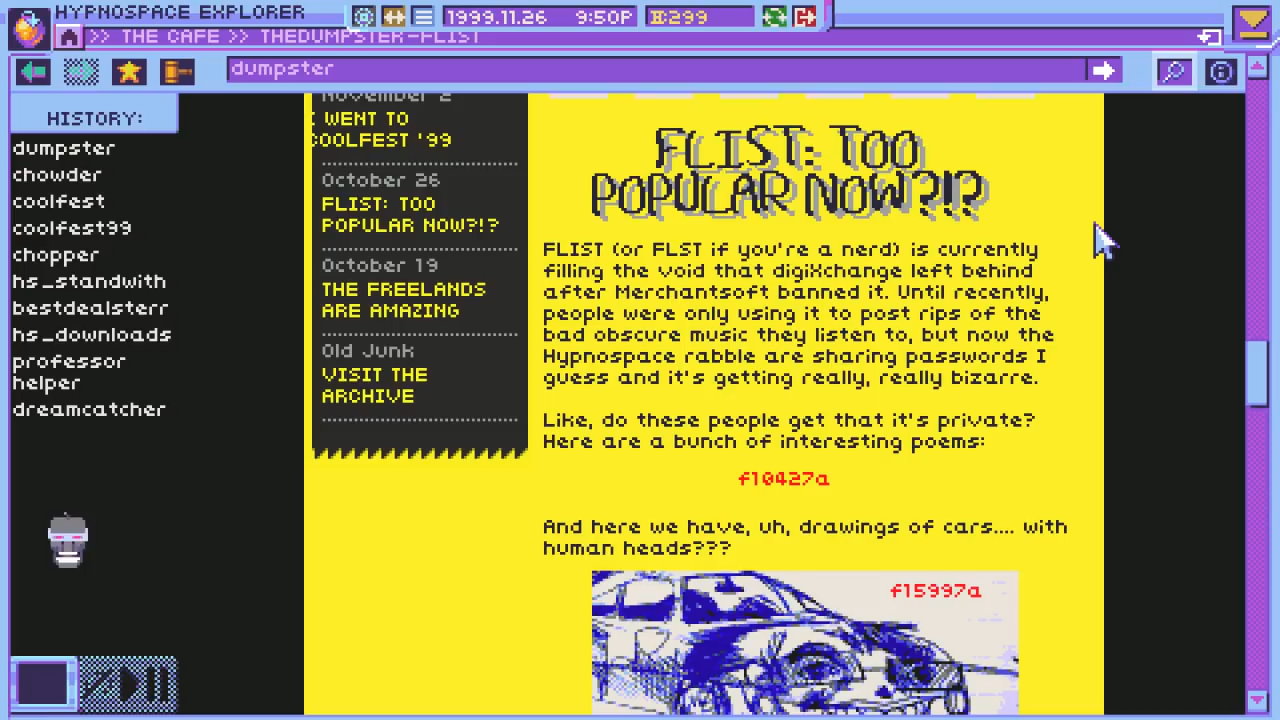 HYPNOSPACE EXPLORER
1999.11.26 9:50P
299
>> THE CAFE >> THEDUMPSTER-FLIST
dumpster
HISTORY:
dumpster
chowder
coolfest
coolfest99
chopper
hs_standwith
bestdealsterr
hs_downloads
professor
helper
dreamcatcher
November 2
I WENT TO
COOLFEST '99
October 26
FLIST: TOO
POPULAR NOW?!?
October 19
THE FREELANDS
ARE AMAZING
Old Junk
VISIT THE
ARCHIVE
FLIST: TOO
POPULAR NOW?!?
FLIST (or FLST if you're a nerd) is currently
filling the void that digiXchange left behind
after Merchantsoft banned it. Until recently,
people were only using it to post rips of the
bad obscure music they listen to, but now the
Hypnospace rabble are sharing passwords I
guess and it's getting really, really bizarre.
Like, do these people get that it's private?
Here are a bunch of interesting poems:
f10427a
And here we have, uh, drawings of cars.... with
human heads???
f15997a